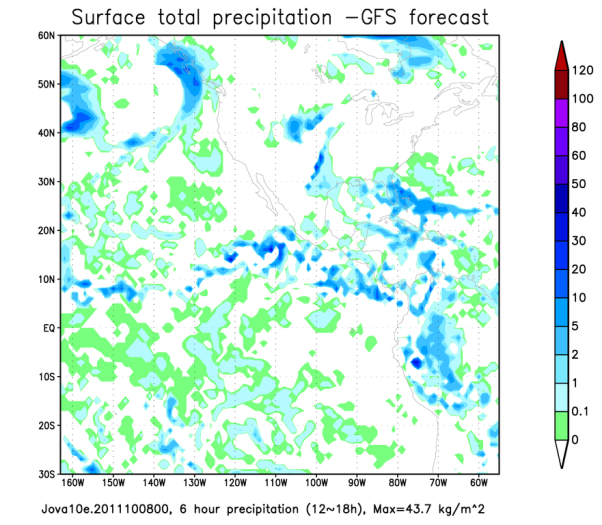 Surface total precipitation −GFS forecast
60N
50N
40N
30N
20N
10N
EQ
10S
20S
30S
160W 150W 140W 130W 120W 110W 100W 90W 80W 70W 60W
120
100
80
60
50
40
30
20
10
5
2
1
0.1
0
Jova10e.2011100800, 6 hour precipitation (12~18h), Max=43.7 kg/m^2